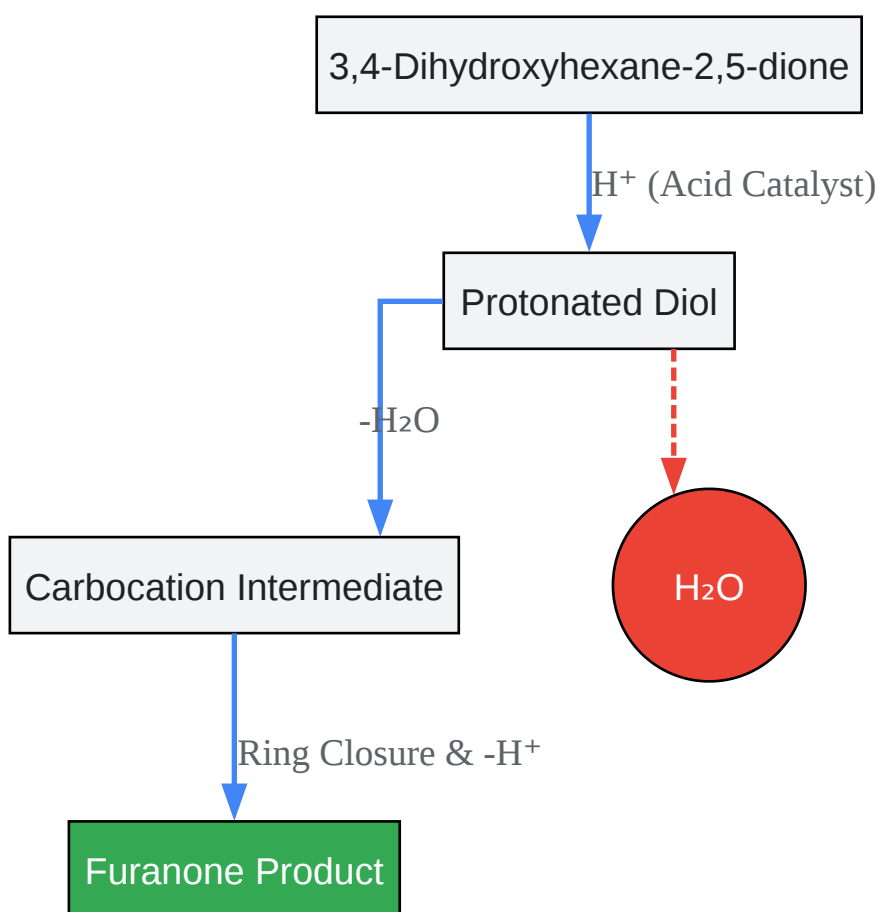 3,4-Dihydroxyhexane-2,5-dione
H⁺ (Acid Catalyst)
Protonated Diol
-H₂O
Carbocation Intermediate
H₂O
Ring Closure & -H⁺
Furanone Product